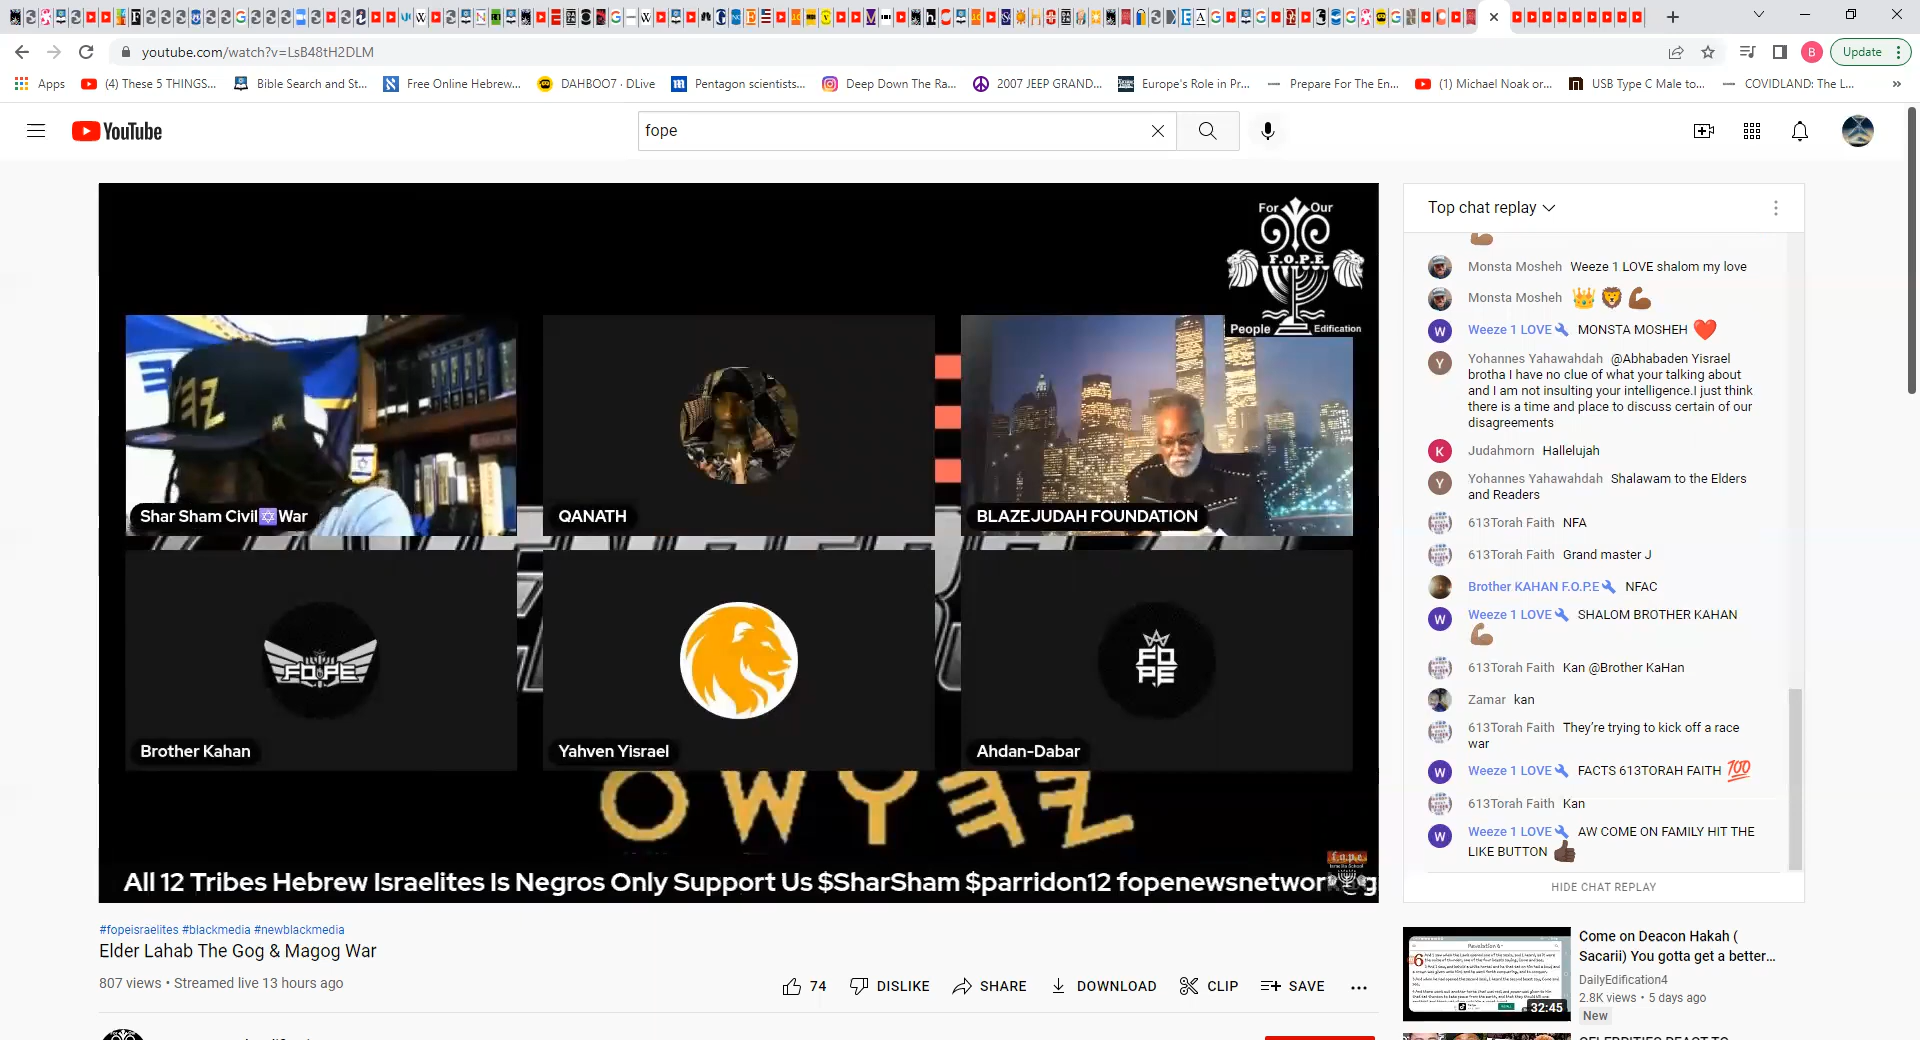 youtube.com/watch?v=LsB48tH2DLM
Update
Apps
(4) These 5 THINGS...
Bible Search and St...
Free Online Hebrew...
DAHBOO7 · DLive
Pentagon scientists...
Deep Down The Ra...
2007 JEEP GRAND...
Europe's Role in Pr...
Prepare For The En...
(1) Michael Noak or...
USB Type C Male to...
COVIDLAND: The L...
YouTube
fope
For Our
F.O.P.E
People Edification
Shar Sham Civil✡War
QANATH
BLAZEJUDAH FOUNDATION
FOPE
FO
PE
Brother Kahan
Yahven Yisrael
Ahdan-Dabar
All 12 Tribes Hebrew Israelites Is Negros Only Support Us $SharSham $parridon12 fopenewsnetwor
#fopeisraelites #blackmedia #newblackmedia
Elder Lahab The Gog & Magog War
807 views • Streamed live 13 hours ago
74
DISLIKE
SHARE
DOWNLOAD
CLIP
SAVE
Top chat replay
Monsta Mosheh Weeze 1 LOVE shalom my love
Monsta Mosheh 👑🦁💪🏾
W Weeze 1 LOVE MONSTA MOSHEH ❤️
Y Yohannes Yahawahdah @Abhabaden Yisrael
brotha I have no clue of what your talking about
and I am not insulting your intelligence.I just think
there is a time and place to discuss certain of our
disagreements
K Judahmorn Hallelujah
Y Yohannes Yahawahdah Shalawam to the Elders
and Readers
613Torah Faith NFA
613Torah Faith Grand master J
Brother KAHAN F.O.P.E NFAC
W Weeze 1 LOVE SHALOM BROTHER KAHAN
💪🏽
613Torah Faith Kan @Brother KaHan
Zamar kan
613Torah Faith They're trying to kick off a race
war
W Weeze 1 LOVE FACTS 613TORAH FAITH 💯
613Torah Faith Kan
W Weeze 1 LOVE AW COME ON FAMILY HIT THE
LIKE BUTTON 👍🏿
HIDE CHAT REPLAY
Come on Deacon Hakah (
Sacarii) You gotta get a better...
DailyEdification4
2.8K views • 5 days ago
New
32:45